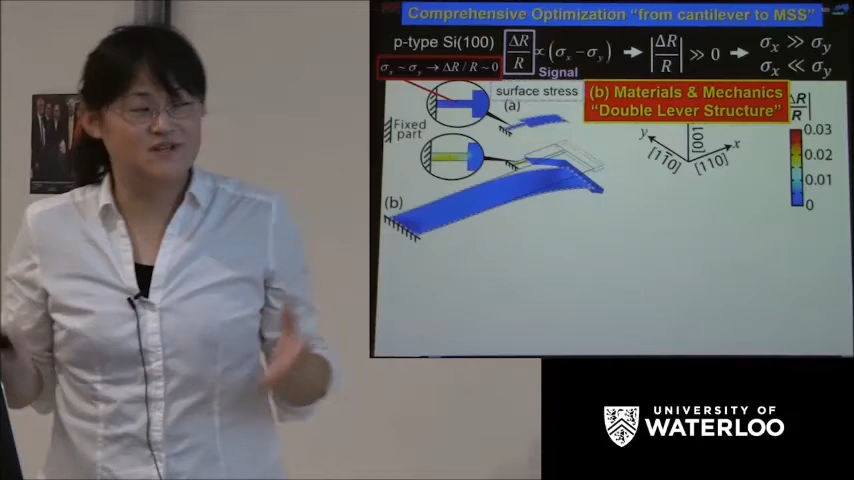 Comprehensive Optimization "from cantilever to MSS"
p-type Si(100)
ΔR/R ∝ (σx−σy) → |ΔR/R| ≫ 0 → σx ≫ σy
σx ≪ σy
σx ~ σy → ΔR / R ~ 0
Signal
surface stress
(a)
(b) Materials & Mechanics
"Double Lever Structure"
Fixed
part
y
x
[11̄0]
[110]
R
0.03
0.02
0.01
0
(b)
UNIVERSITY OF
WATERLOO